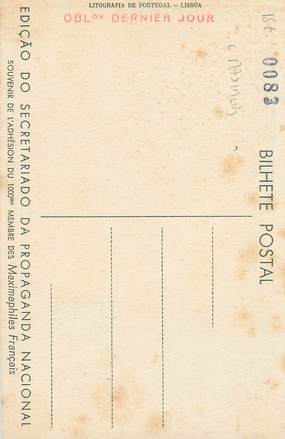 LITOGRAFIA DE PORTUGAL — LISBOA
OBLon DERNIER JOUR
0083
BILHETE POSTAL
EDIÇÃO DO SECRETARIADO DA PROPAGANDA NACIONAL
SOUVENIR DE L'ADHÉSION DU 1000me MEMBRE DES Maximaphiles Français